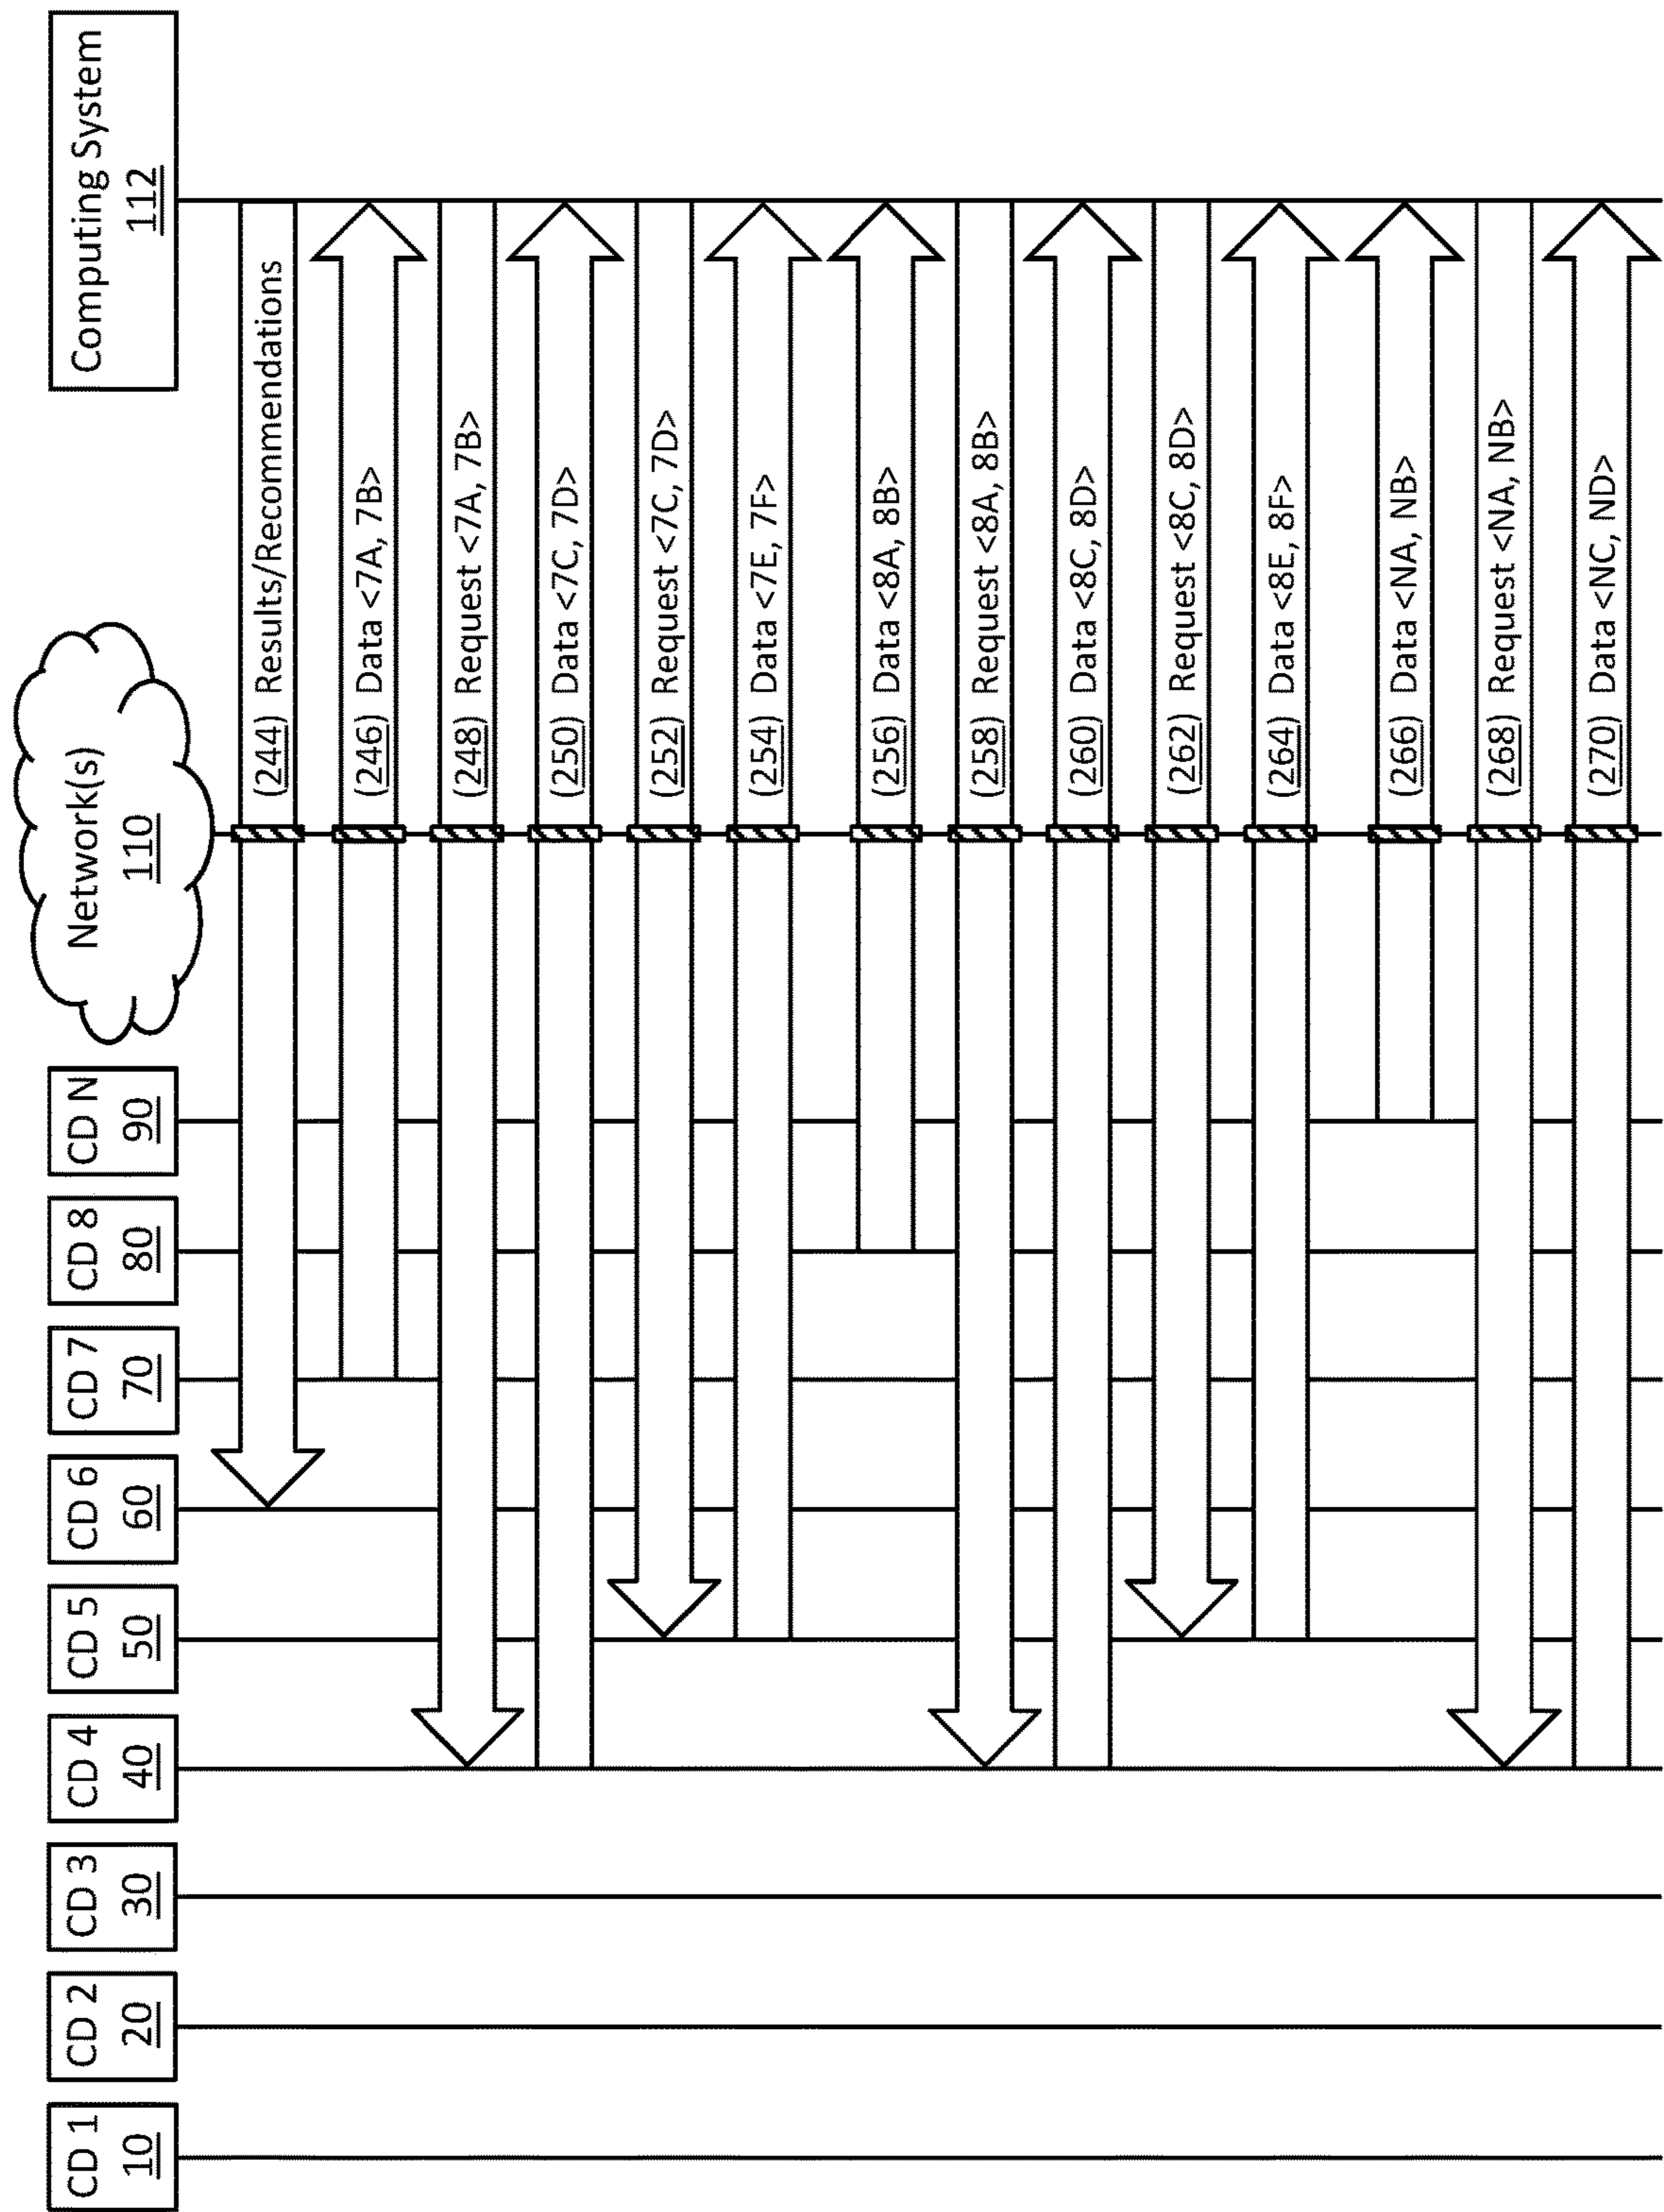 CD 1
10
CD 2
20
CD 3
30
CD 4
40
CD 5
50
CD 6
60
CD 7
70
CD 8
80
CD N
90
Network(s)
110
Computing System
112
(244) Results/Recommendations
(246) Data <7A, 7B>
(248) Request <7A, 7B>
(250) Data <7C, 7D>
(252) Request <7C, 7D>
(254) Data <7E, 7F>
(256) Data <8A, 8B>
(258) Request <8A, 8B>
(260) Data <8C, 8D>
(262) Request <8C, 8D>
(264) Data <8E, 8F>
(266) Data <NA, NB>
(268) Request <NA, NB>
(270) Data <NC, ND>